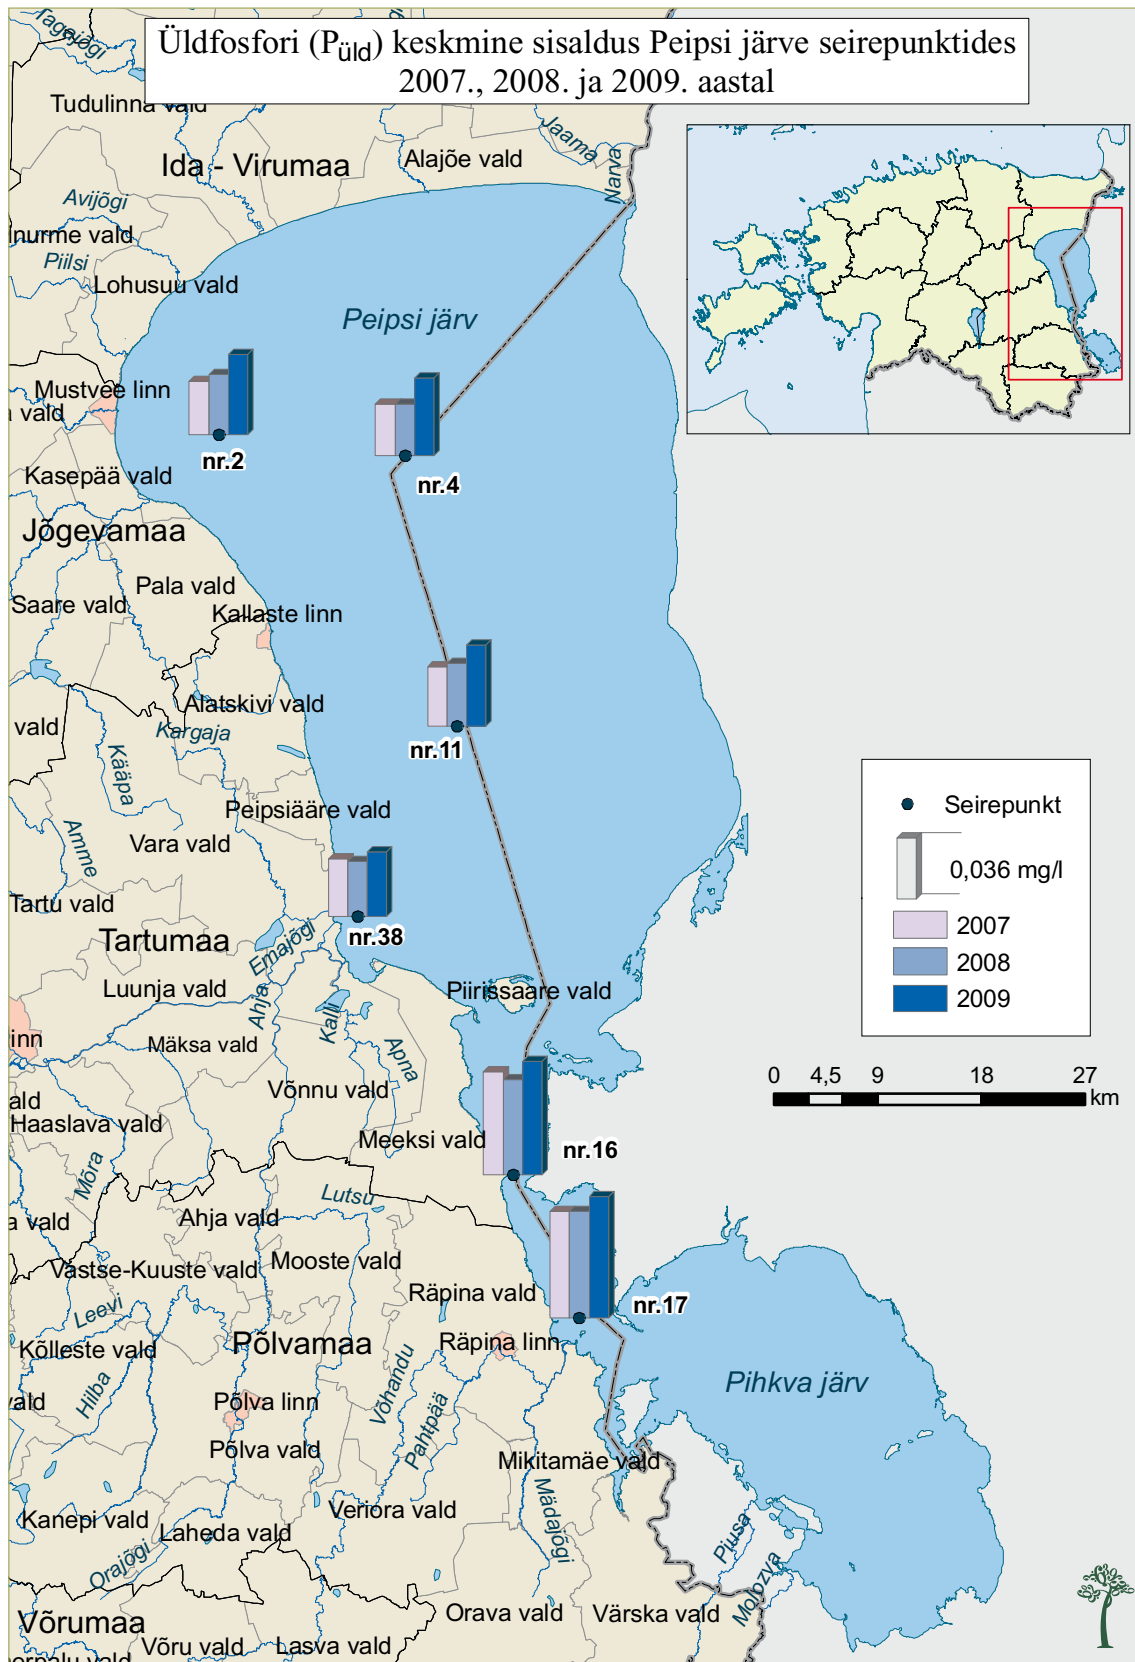 Üldfosfori (Püld) keskmine sisaldus Peipsi järve seirepunktides
2007., 2008. ja 2009. aastal
Tagajõgi
Tudulinna vald
Jaama
Narva
Alajõe vald
Ida - Virumaa
Avijõgi
Piilsi
Lohusuu vald
Peipsi järv
Mustvee linn
vald
nr.2
nr.4
Kasepää vald
Jõgevamaa
Pala vald
Saare vald
Kallaste linn
Alatskivi vald
vald
Kargaja
nr.11
Kääpa
Peipsiääre vald
Vara vald
Amme
Tartu vald
nr.38
Tartumaa
Emajõgi
Luunja vald
Ahja
Kalli
Piirissaare vald
Mäksa vald
Apna
Võnnu vald
Haaslava vald
Meeksi vald
nr.16
Mõra
Lutsu
Ahja vald
a vald
Mooste vald
Vastse-Kuuste vald
Räpina vald
nr.17
Leevi
Kõlleste vald
Põlvamaa
Räpina linn
Võhandu
Pihkva järv
Hilba
Põlva linn
Pahtpää
Põlva vald
Mikitamäe vald
Mädajõgi
Kanepi vald
Laheda vald
Veriora vald
Piusa
Orajõgi
Molozva
Orava vald
Värska vald
Võrumaa
Võru vald
Lasva vald
Seirepunkt
0,036 mg/l
2007
2008
2009
0 4,5 9 18 27
km